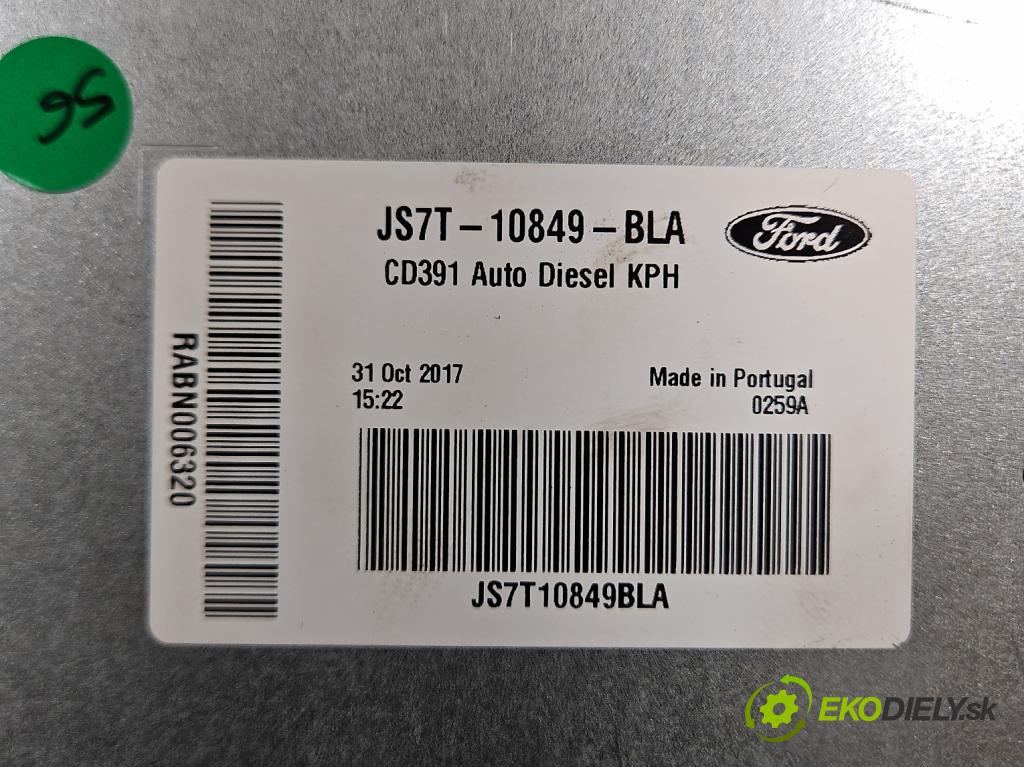 56
JS7T-10849-BLA
Ford
CD391 Auto Diesel KPH
RABN006320
31 Oct 2017
Made in Portugal
15:22
0259A
JS7T10849BLA
EKODIELY.sk